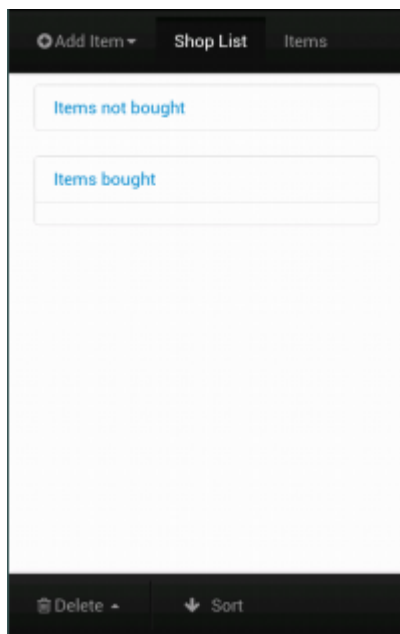 Add Item Shop List Items
Items not bought
Items bought
Delete Sort